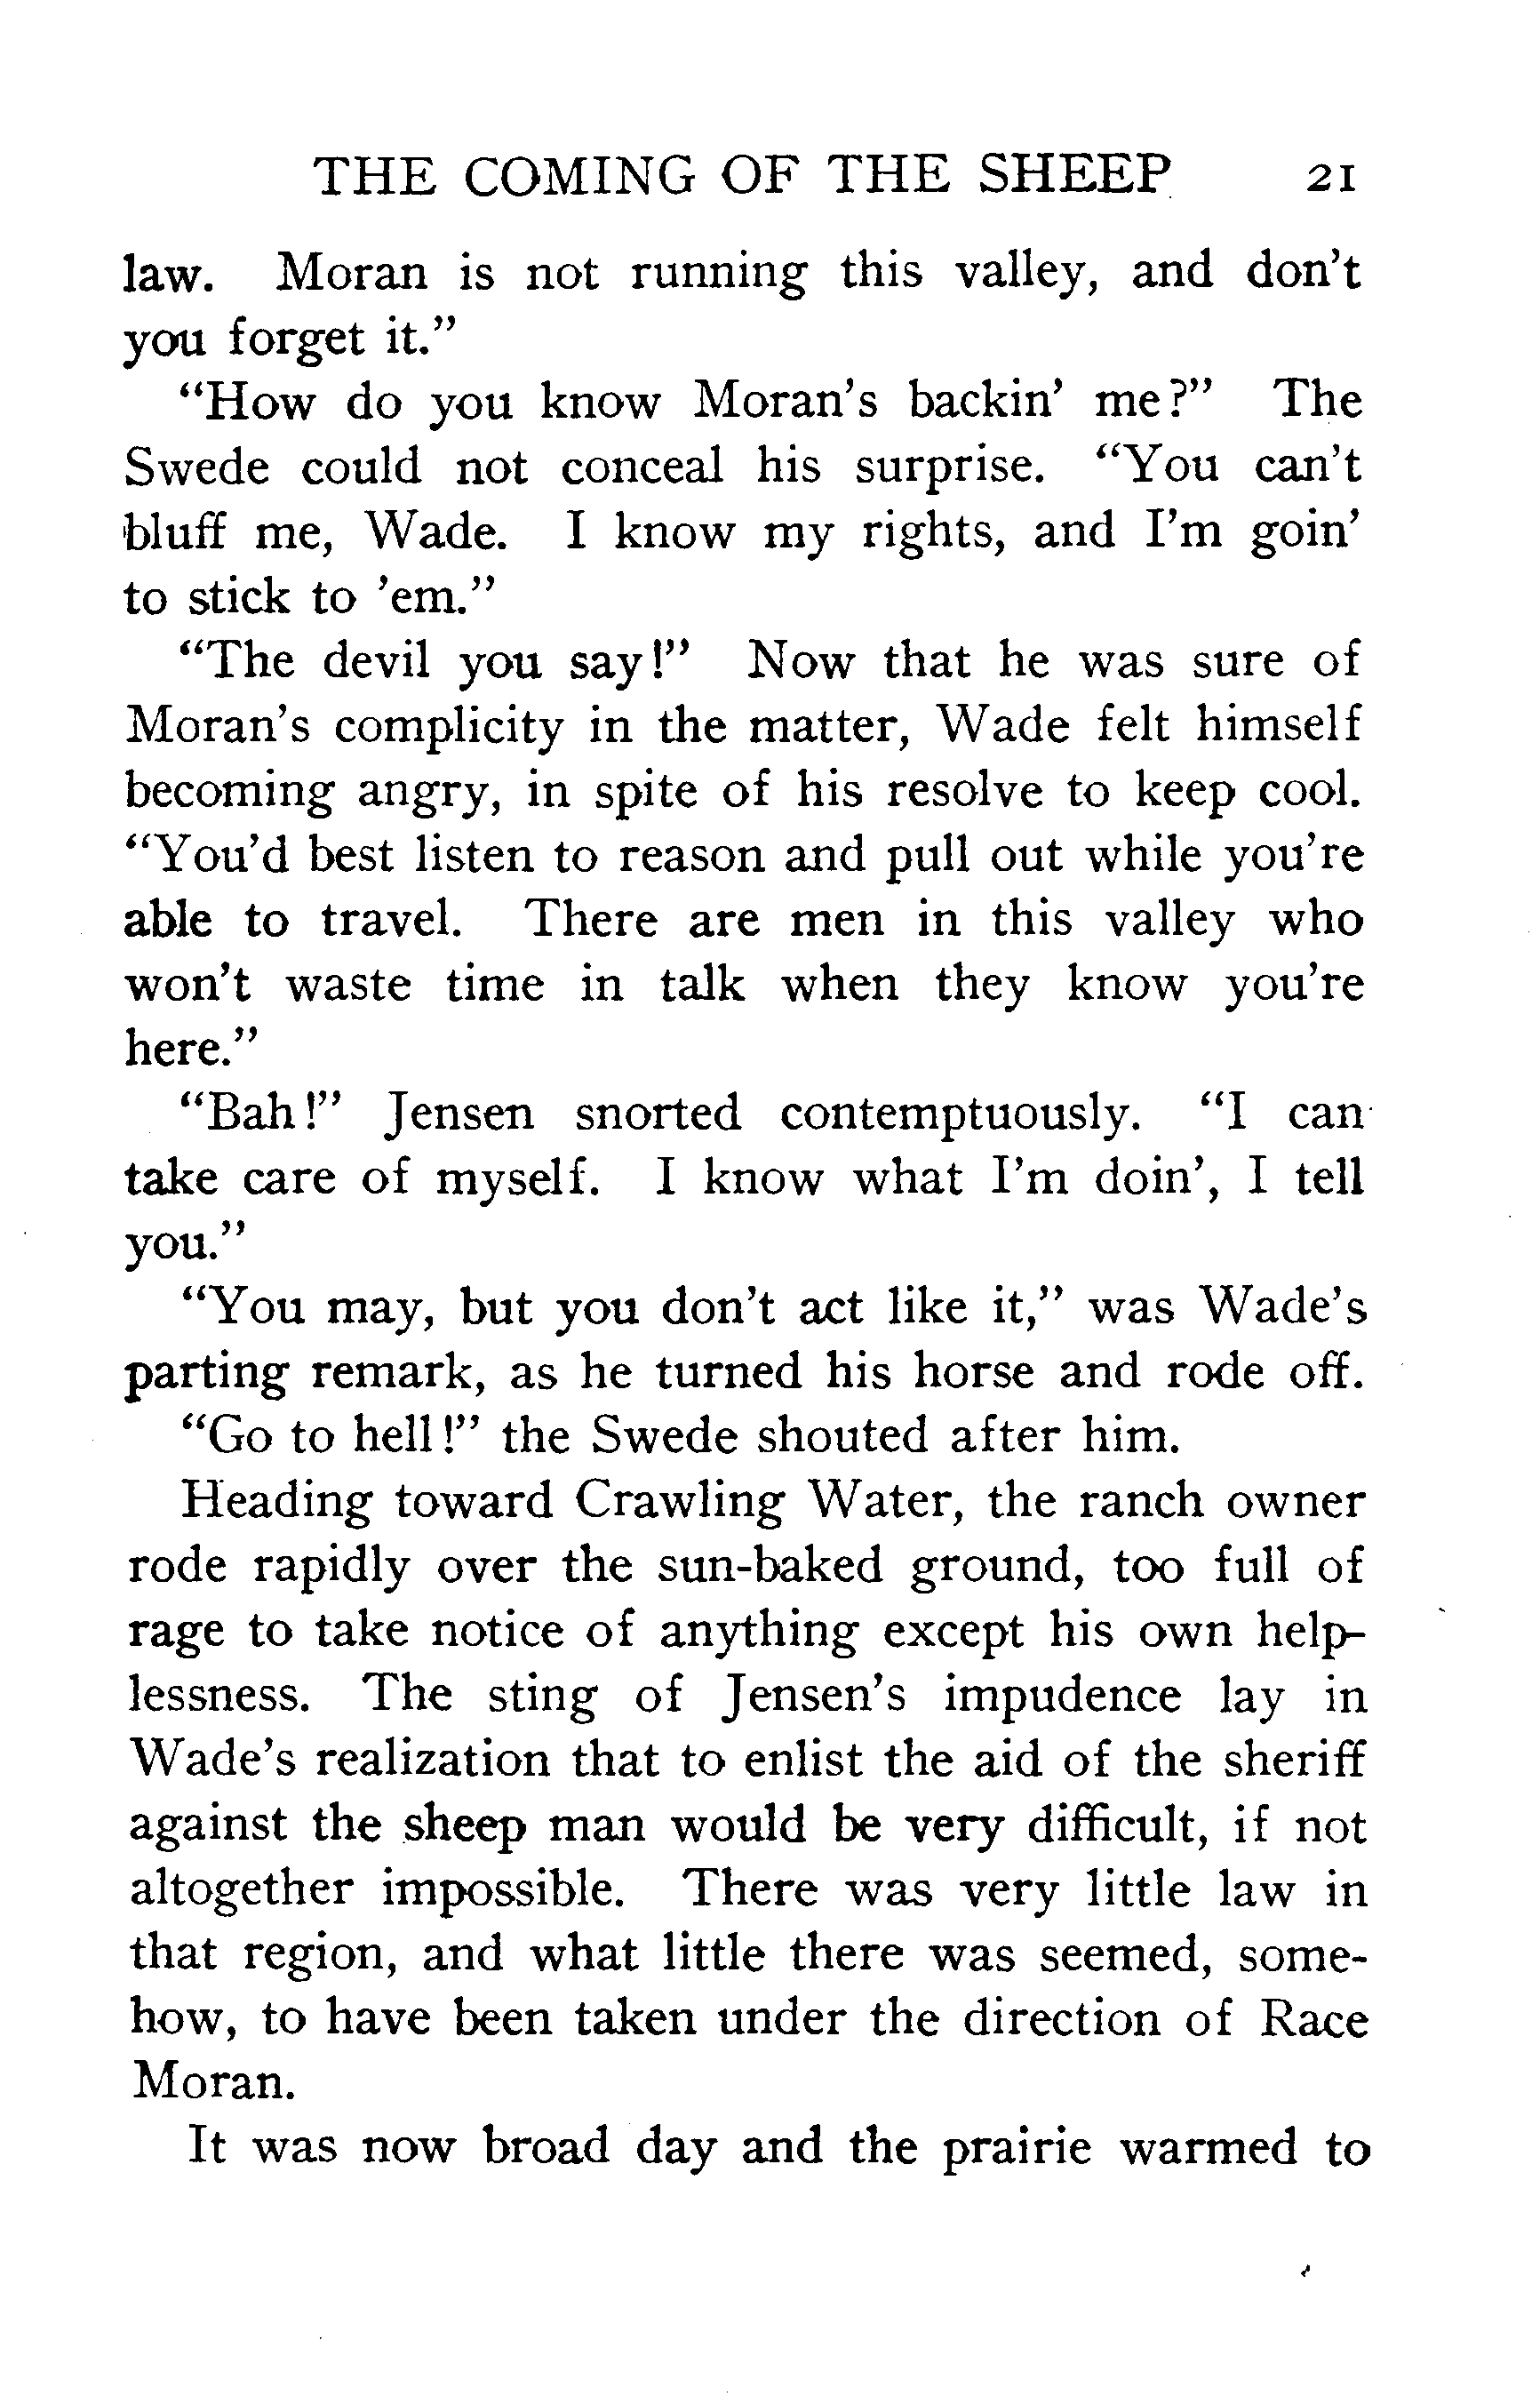 THE COMING OF THE SHEEP 21
law. Moran is not running this valley, and don't
you forget it."
"How do you know Moran's backin' me?" The
Swede could not conceal his surprise. "You can't
bluff me, Wade. I know my rights, and I'm goin'
to stick to 'em."
"The devil you say!" Now that he was sure of
Moran's complicity in the matter, Wade felt himself
becoming angry, in spite of his resolve to keep cool.
"You'd best listen to reason and pull out while you're
able to travel. There are men in this valley who
won't waste time in talk when they know you're
here."
"Bah!" Jensen snorted contemptuously. "I can
take care of myself. I know what I'm doin', I tell
you."
"You may, but you don't act like it," was Wade's
parting remark, as he turned his horse and rode off.
"Go to hell!" the Swede shouted after him.
Heading toward Crawling Water, the ranch owner
rode rapidly over the sun-baked ground, too full of
rage to take notice of anything except his own help-
lessness. The sting of Jensen's impudence lay in
Wade's realization that to enlist the aid of the sheriff
against the sheep man would be very difficult, if not
altogether impossible. There was very little law in
that region, and what little there was seemed, some-
how, to have been taken under the direction of Race
Moran.
It was now broad day and the prairie warmed to